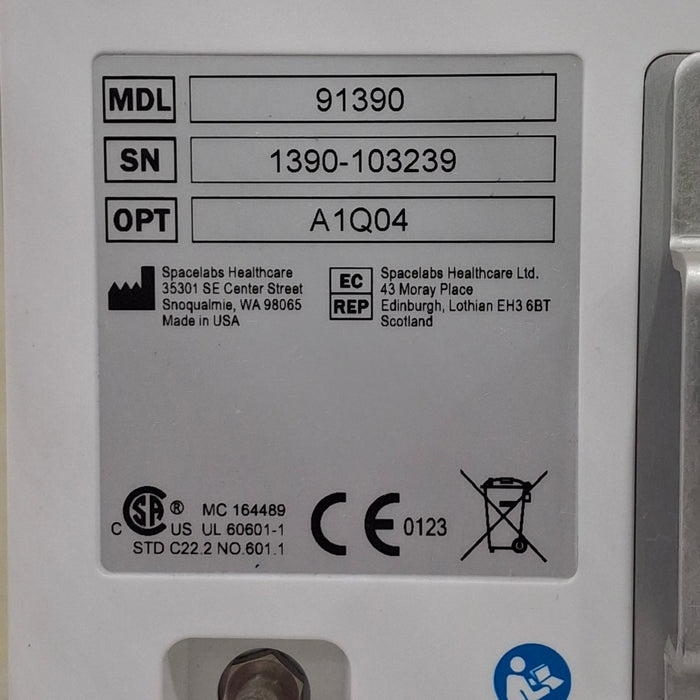 MDL 91390
SN 1390-103239
OPT A1Q04
Spacelabs Healthcare
35301 SE Center Street
Snoqualmie, WA 98065
Made in USA
EC REP
Spacelabs Healthcare Ltd.
43 Moray Place
Edinburgh, Lothian EH3 6BT
Scotland
C SA ® US MC 164489
UL 60601-1
STD C22.2 NO.601.1
CE 0123